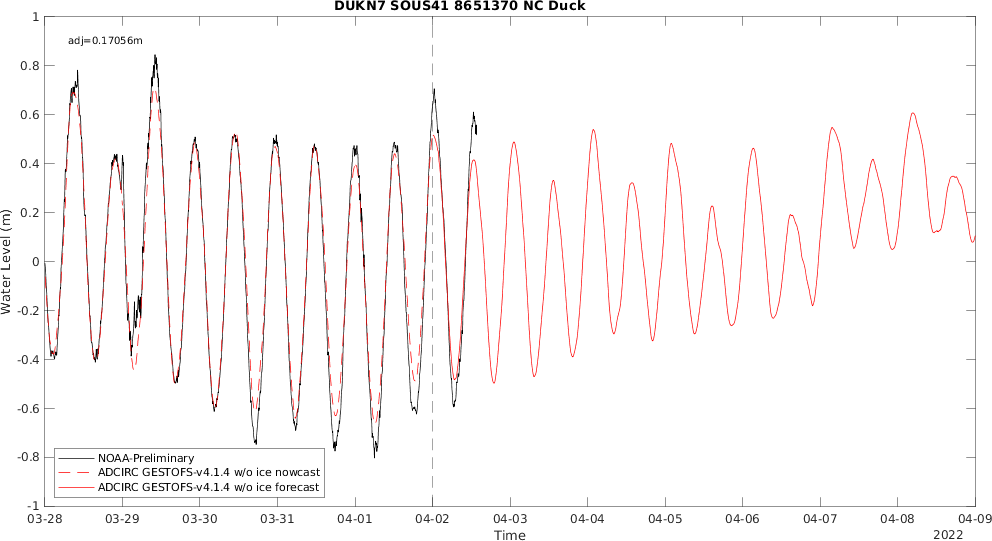 DUKN7 SOUS41 8651370 NC Duck
adj=0.17056m
1
0.8
0.6
0.4
0.2
0
-0.2
-0.4
-0.6
-0.8
-1
Water Level (m)
NOAA-Preliminary
ADCIRC GESTOFS-v4.1.4 w/o ice nowcast
ADCIRC GESTOFS-v4.1.4 w/o ice forecast
03-28 03-29 03-30 03-31 04-01 04-02 04-03 04-04 04-05 04-06 04-07 04-08 04-09
Time
2022